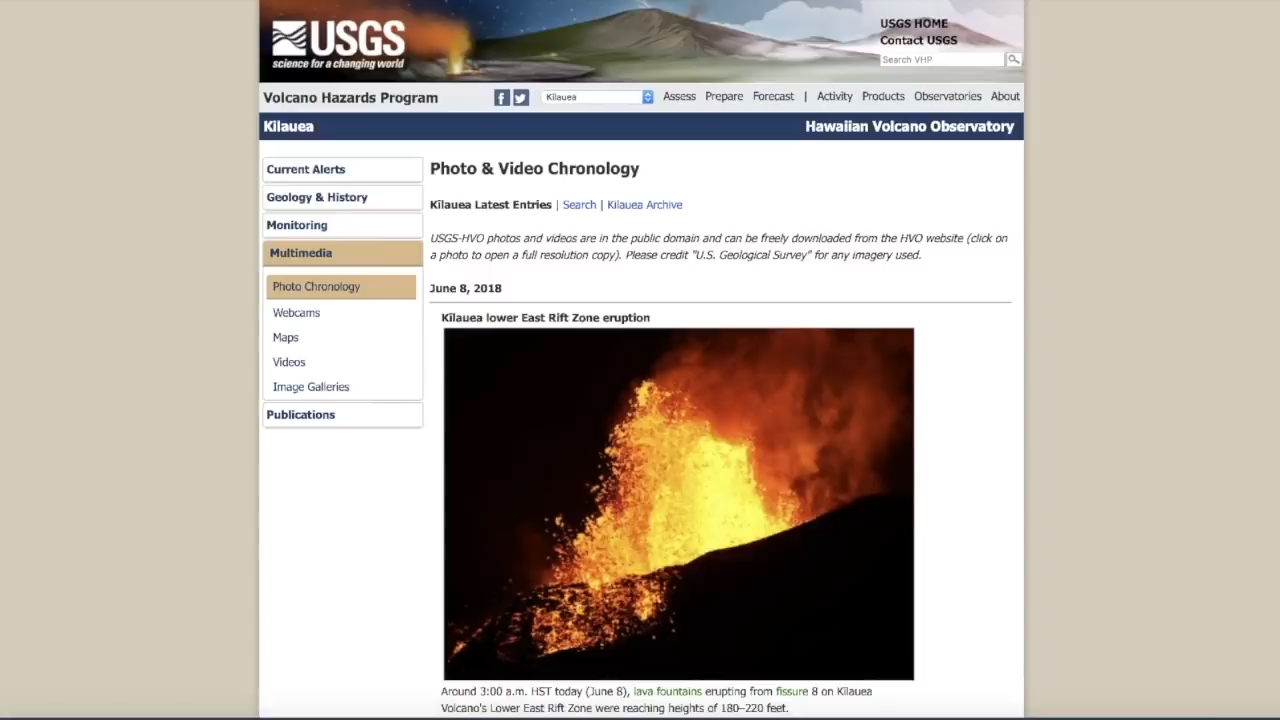 USGS
science for a changing world
USGS HOME
Contact USGS
Search VHP
Volcano Hazards Program
Kilauea
Assess Prepare Forecast | Activity Products Observatories About
Kilauea Hawaiian Volcano Observatory
Current Alerts
Geology & History
Monitoring
Multimedia
Photo Chronology
Webcams
Maps
Videos
Image Galleries
Publications
Photo & Video Chronology
Kīlauea Latest Entries | Search | Kilauea Archive
USGS-HVO photos and videos are in the public domain and can be freely downloaded from the HVO website (click on
a photo to open a full resolution copy). Please credit "U.S. Geological Survey" for any imagery used.
June 8, 2018
Kīlauea lower East Rift Zone eruption
Around 3:00 a.m. HST today (June 8), lava fountains erupting from fissure 8 on Kīlauea
Volcano's Lower East Rift Zone were reaching heights of 180–220 feet.